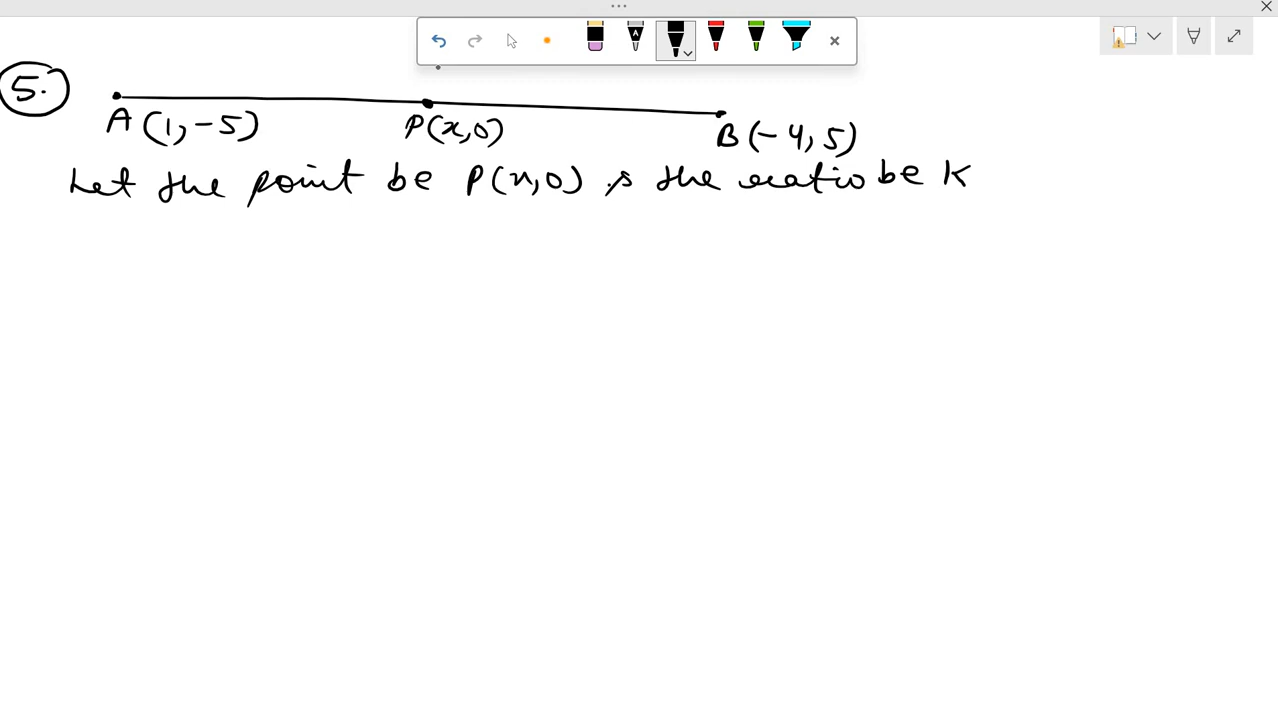 5.
A (1, -5) P(x,0) B (-4, 5)
Let the point be P(x,0) & the ratio be K